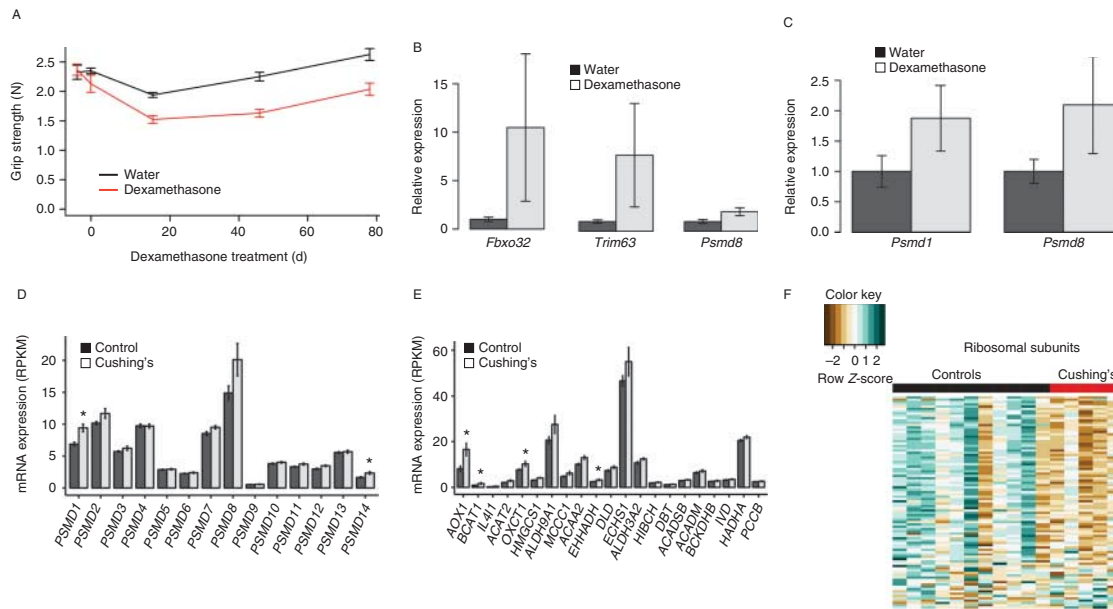 A
Grip strength (N)
2.5
2.0
1.5
1.0
0.5
0.0
Water
Dexamethasone
0
20
40
60
80
Dexamethasone treatment (d)
B
Relative expression
15
10
5
0
Water
Dexamethasone
Fbxo32
Trim63
Psmd8
C
Relative expression
2.5
2.0
1.5
1.0
0.5
0.0
Water
Dexamethasone
Psmd1
Psmd8
D
mRNA expression (RPKM)
20
15
10
5
0
Control
Cushing's
*
*
PSMD1
PSMD2
PSMD3
PSMD4
PSMD5
PSMD6
PSMD7
PSMD8
PSMD9
PSMD10
PSMD11
PSMD12
PSMD13
PSMD14
E
mRNA expression (RPKM)
60
40
20
0
Control
Cushing's
*
*
*
*
AOX1
BCAT1
IL4I1
ACAT2
OXCT1
HMGCS1
ALDH9A1
MCCC1
ACAA2
EHHADH
DLD
ECHS1
ALDH3A2
HIBCH
DBT
ACADSB
ACADM
BCKDHB
IVD
HADHA
PCCB
F
Color key
−2 0 1 2
Row Z-score
Ribosomal subunits
Controls
Cushing's